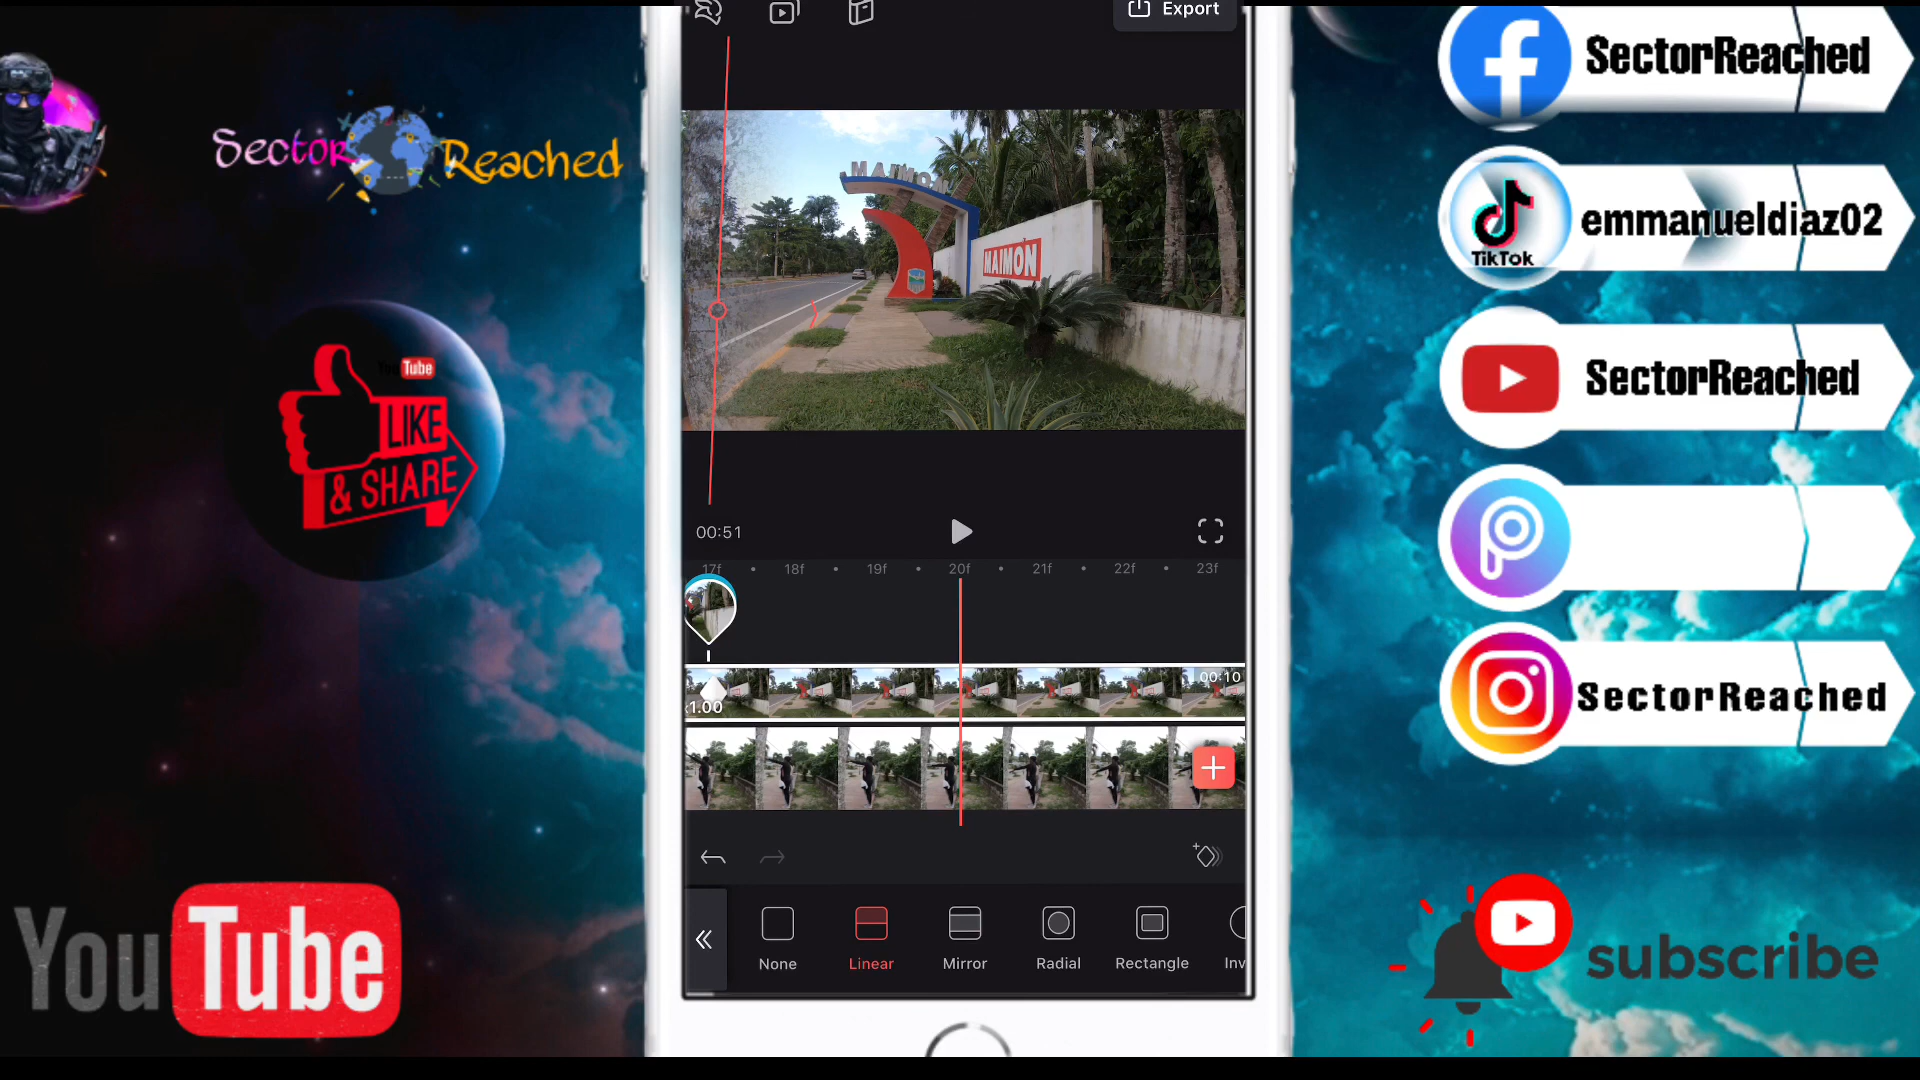 Export
SectorReached
Sector Reached
TikTok
emmanueldiaz02
MAIMON
MAIMON
YouTube
LIKE
& SHARE
SectorReached
00:51
17f 18f 19f 20f 21f 22f 23f
00:10
1.00
SectorReached
None Linear Mirror Radial Rectangle Inv
YouTube
subscribe